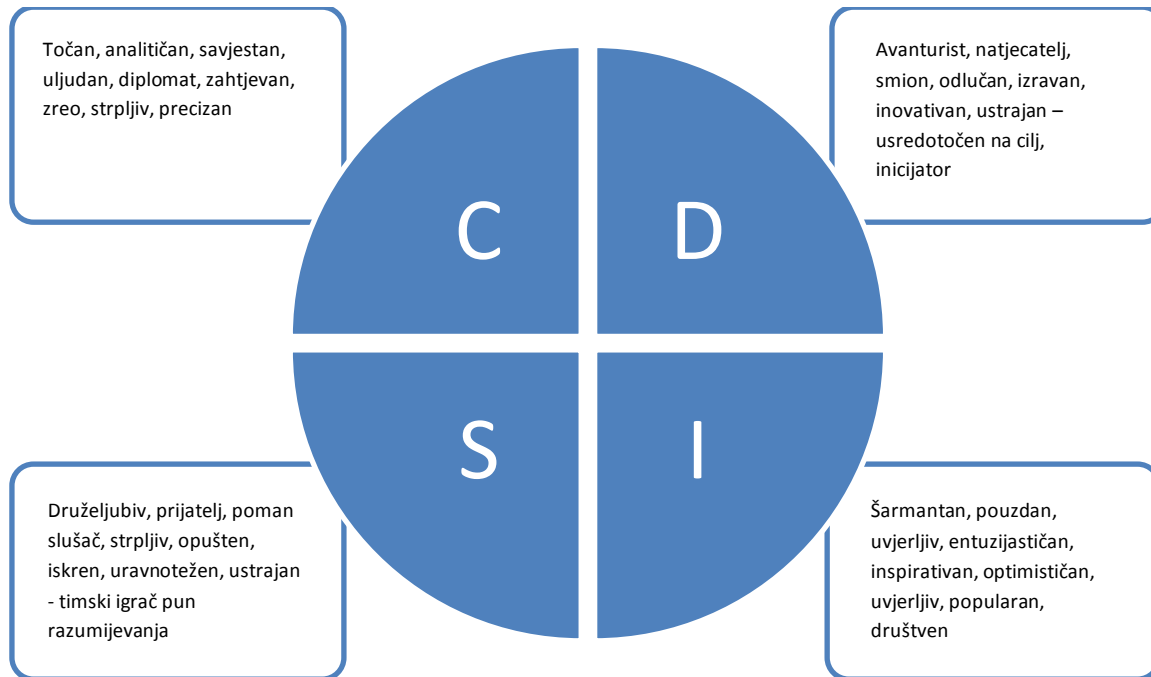 Točan, analitičan, savjestan,
uljudan, diplomat, zahtjevan,
zreo, strpljiv, precizan
Avanturist, natjecatelj,
smion, odlučan, izravan,
inovativan, ustrajan –
usredotočen na cilj,
inicijator
C
D
S
I
Druželjubiv, prijatelj, poman
slušač, strpljiv, opušten,
iskren, uravnotežen, ustrajan
- timski igrač pun
razumijevanja
Šarmantan, pouzdan,
uvjerljiv, entuzijastičan,
inspirativan, optimističan,
uvjerljiv, popularan,
društven